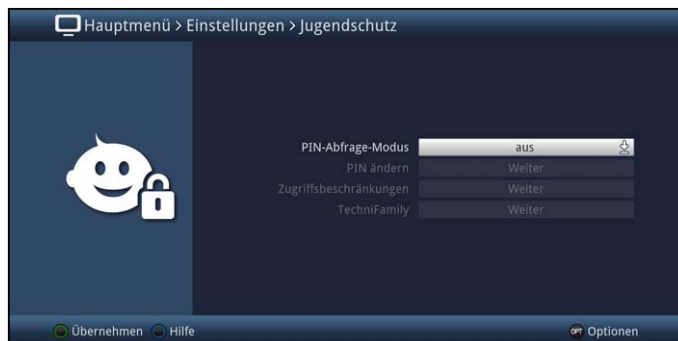 Hauptmenü > Einstellungen > Jugendschutz
PIN-Abfrage-Modus aus
PIN ändern Weiter
Zugriffsbeschränkungen Weiter
TechniFamily Weiter
Übernehmen Hilfe OPT Optionen